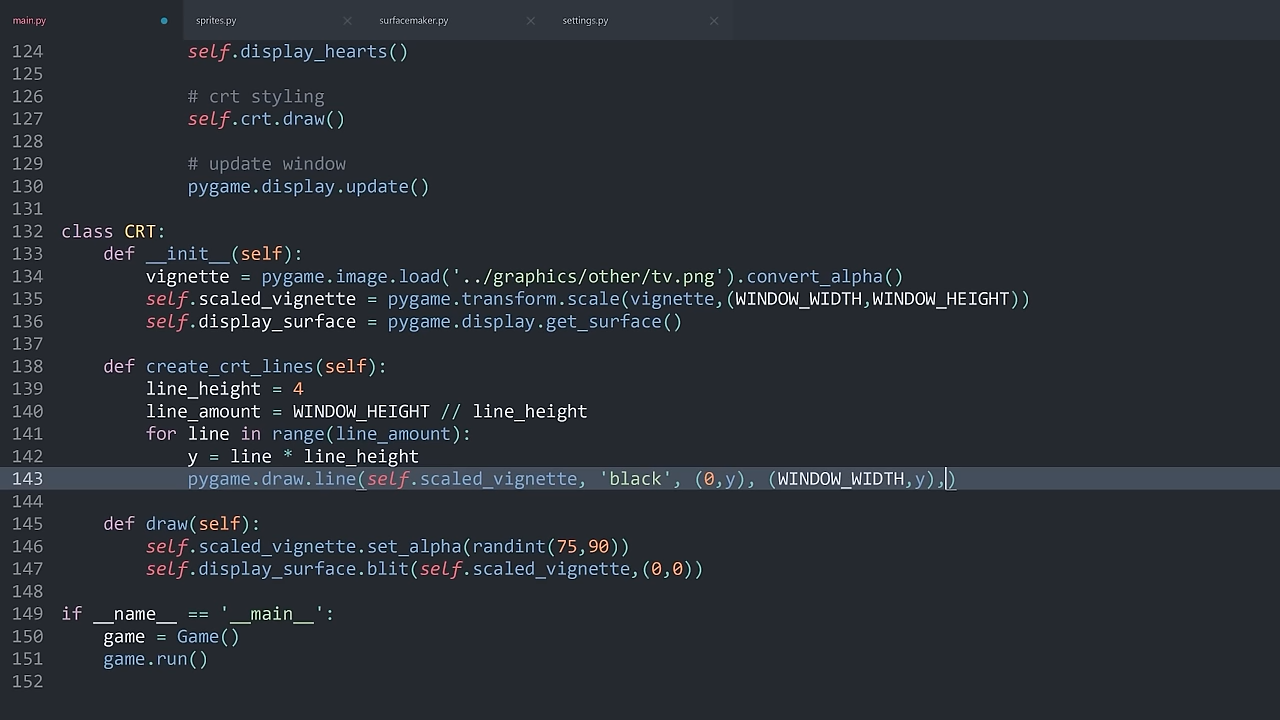 main.py sprites.py surfacemaker.py settings.py
124 self.display_hearts()
125
126 # crt styling
127 self.crt.draw()
128
129 # update window
130 pygame.display.update()
131
132 class CRT:
133 def __init__(self):
134 vignette = pygame.image.load('../graphics/other/tv.png').convert_alpha()
135 self.scaled_vignette = pygame.transform.scale(vignette,(WINDOW_WIDTH,WINDOW_HEIGHT))
136 self.display_surface = pygame.display.get_surface()
137
138 def create_crt_lines(self):
139 line_height = 4
140 line_amount = WINDOW_HEIGHT // line_height
141 for line in range(line_amount):
142 y = line * line_height
143 pygame.draw.line(self.scaled_vignette, 'black', (0,y), (WINDOW_WIDTH,y),)
144
145 def draw(self):
146 self.scaled_vignette.set_alpha(randint(75,90))
147 self.display_surface.blit(self.scaled_vignette,(0,0))
148
149 if __name__ == '__main__':
150 game = Game()
151 game.run()
152